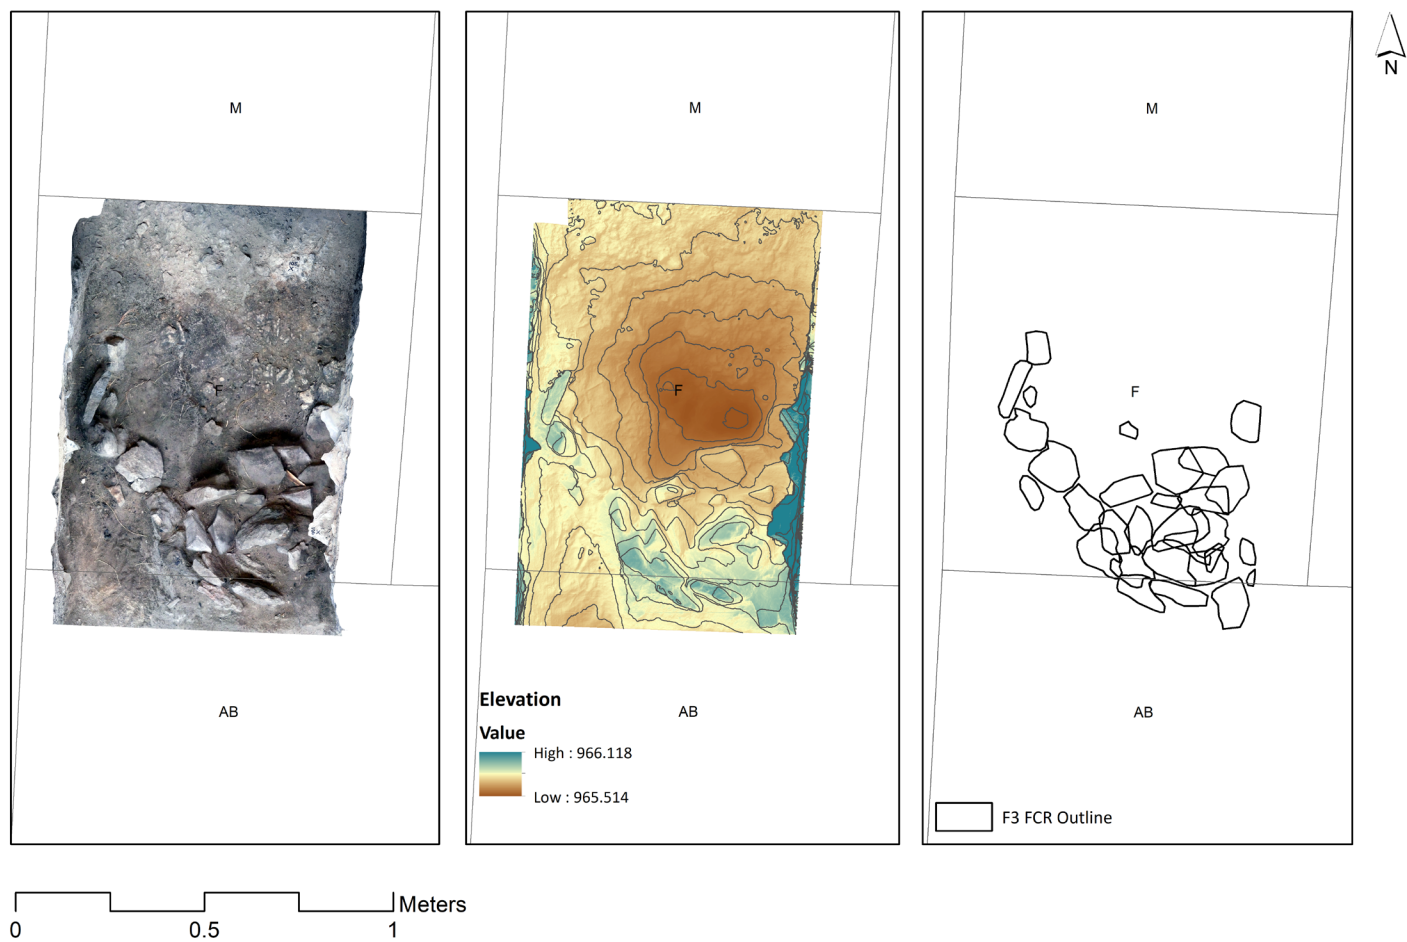 M
M
M
N
F
F
F
AB
AB
AB
Elevation
Value
High : 966.118
Low : 965.514
F3 FCR Outline
Meters
0
0.5
1